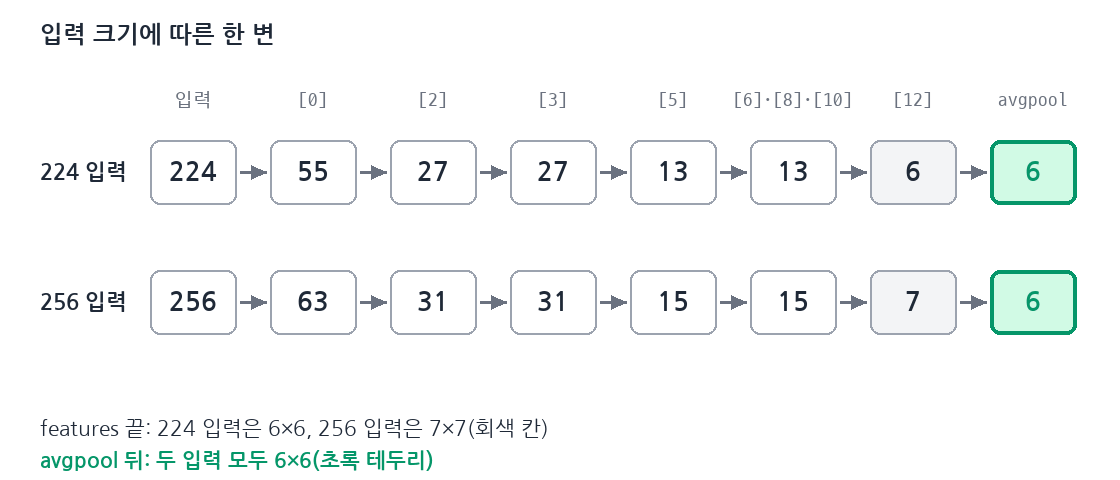 입력 크기에 따른 한 변
입력 [0] [2] [3] [5] [6]·[8]·[10] [12] avgpool
224 입력 224 55 27 27 13 13 6 6
256 입력 256 63 31 31 15 15 7 6
features 끝: 224 입력은 6×6, 256 입력은 7×7(회색 칸)
avgpool 뒤: 두 입력 모두 6×6(초록 테두리)